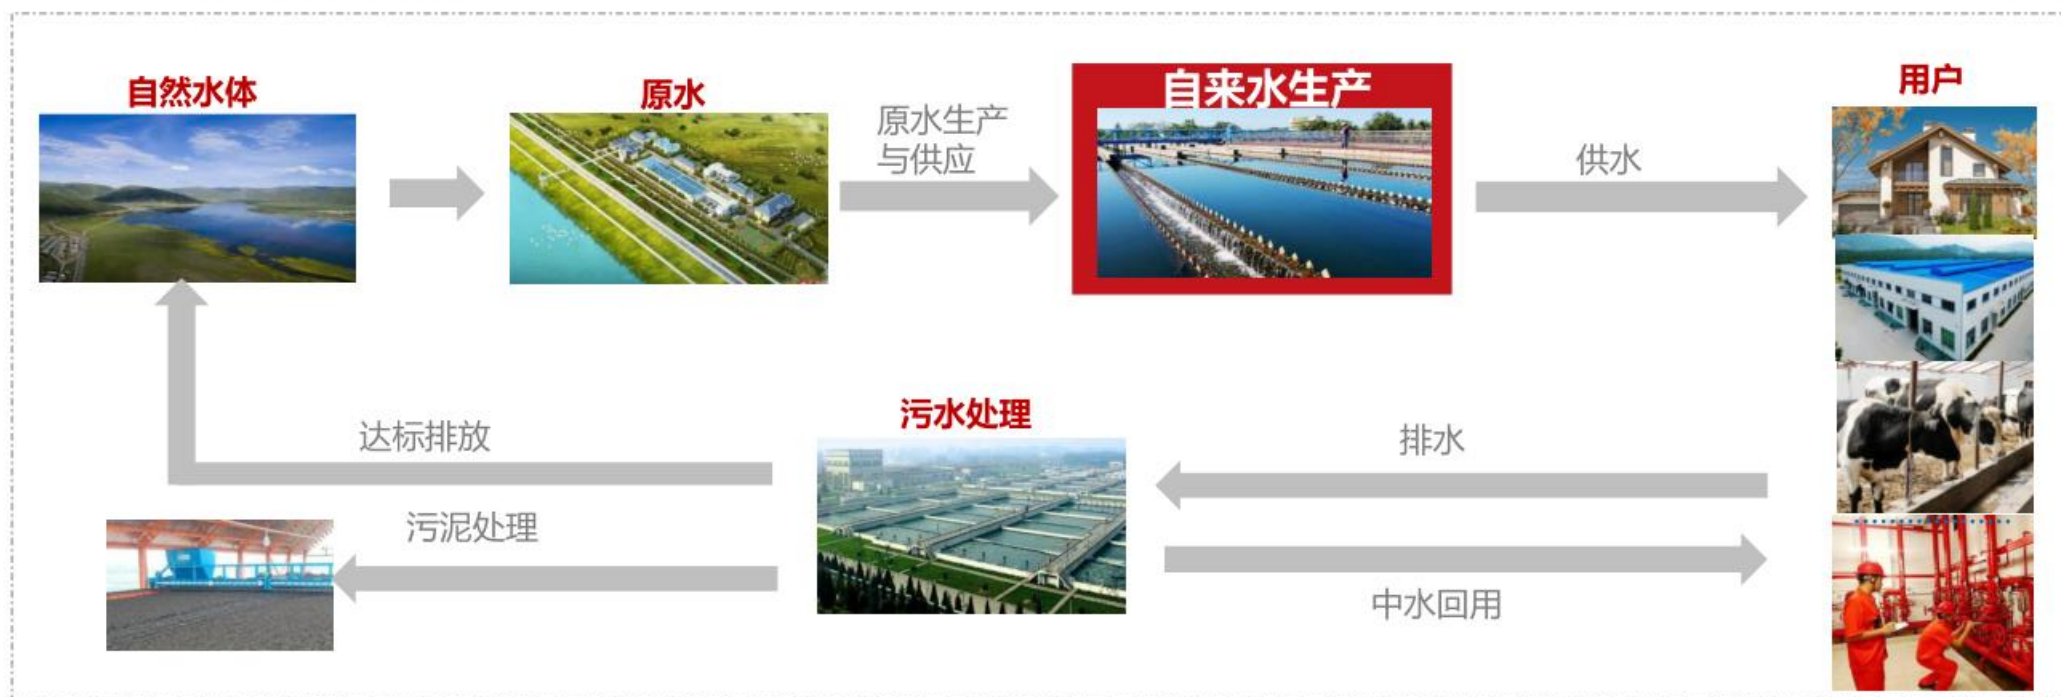 自然水体
原水
原水生产
与供应
自来水生产
供水
用户
污水处理
达标排放
排水
污泥处理
中水回用